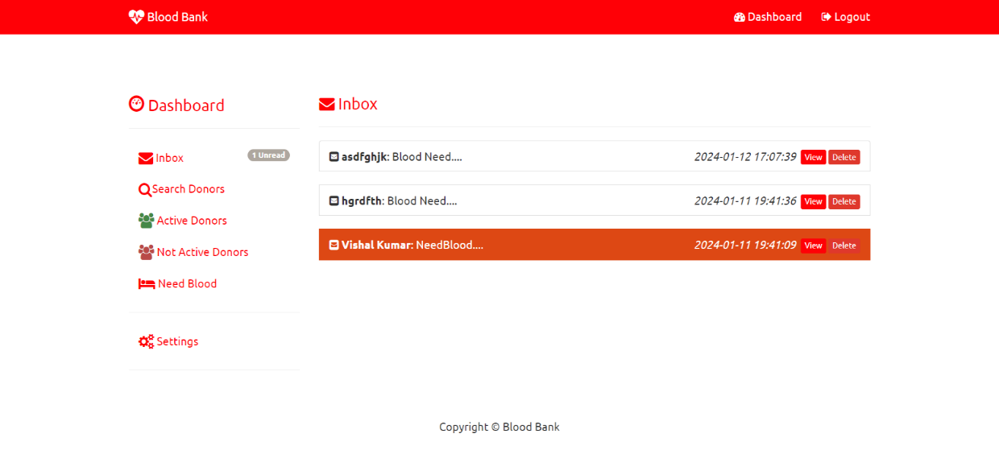 Blood Bank
Dashboard Logout
Dashboard
Inbox 1 Unread
Search Donors
Active Donors
Not Active Donors
Need Blood
Settings
Inbox
asdfghjk: Blood Need.... 2024-01-12 17:07:39 View Delete
hgrdfth: Blood Need.... 2024-01-11 19:41:36 View Delete
Vishal Kumar: NeedBlood.... 2024-01-11 19:41:09 View Delete
Copyright © Blood Bank